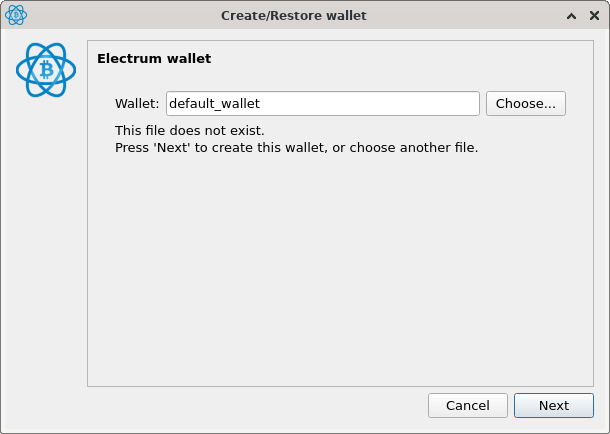 Create/Restore wallet
Electrum wallet
Wallet: default_wallet Choose...
This file does not exist.
Press 'Next' to create this wallet, or choose another file.
Cancel Next